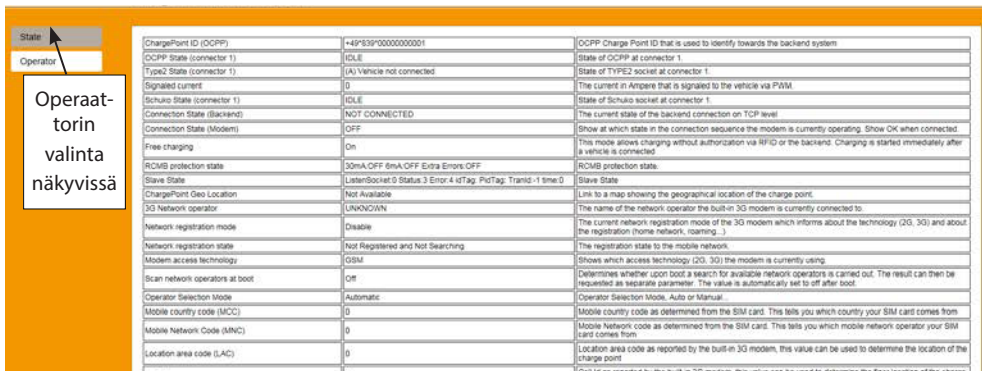 State
Operator
Operaat-
torin
valinta
näkyvissä
ChargePoint ID (OCPP) +49*839*00000000001 OCPP Charge Point ID that is used to identify towards the backend system
OCPP State (connector 1) IDLE State of OCPP at connector 1.
Type2 State (connector 1) (A) Vehicle not connected State of TYPE2 socket at connector 1.
Signaled current 0 The current in Ampere that is signaled to the vehicle via PWM.
Schuko State (connector 1) IDLE State of Schuko socket at connector 1.
Connection State (Backend) NOT CONNECTED The current state of the backend connection on TCP level
Connection State (Modem) OFF Show at which state in the connection sequence the modem is currently operating. Show OK when connected.
Free charging On This mode allows charging without authorization via RFID or the backend. Charging is started immediately after
a vehicle is connected
RCMB protection state 30mA:OFF 6mA:OFF Extra Errors:OFF RCMB protection state.
Slave State ListenSocket:0 Status:3 Error:4 idTag: PidTag: TranId:-1 time:0 Slave State
ChargePoint Geo Location Not Available Link to a map showing the geographical location of the charge point.
3G Network operator UNKNOWN The name of the network operator the built-in 3G modem is currently connected to.
Network registration mode Disable The current network registration mode of the 3G modem which informs about the technology (2G, 3G) and about
the registration (home network, roaming...)
Network registration state Not Registered and Not Searching The registration state to the mobile network.
Modem access technology GSM Shows which access technology (2G, 3G) the modem is currently using.
Scan network operators at boot Off Determines whether upon boot a search for available network operators is carried out. The result can then be
requested as separate parameter. The value is automatically set to off after boot.
Operator Selection Mode Automatic Operator Selection Mode, Auto or Manual...
Mobile country code (MCC) 0 Mobile country code as determined from the SIM card. This tells you which country your SIM card comes from
Mobile Network Code (MNC) 0 Mobile Network code as determined from the SIM card. This tells you which mobile network operator your SIM
card comes from
Location area code (LAC) 0 Location area code as reported by the built-in 3G modem, this value can be used to determine the location of the
charge point